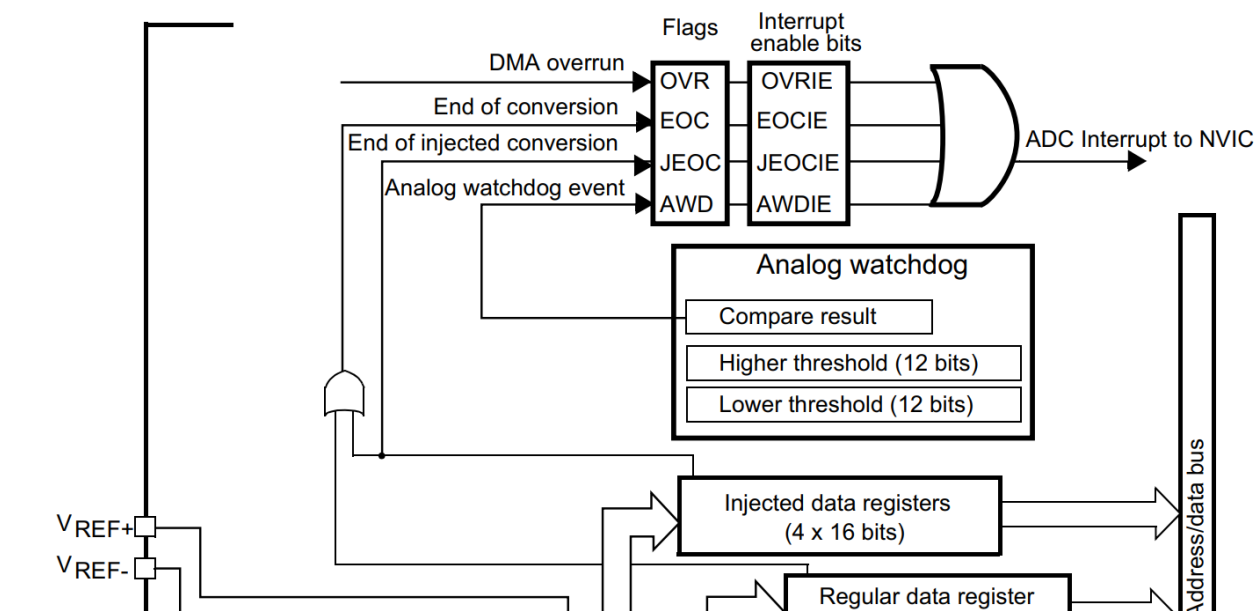 Flags
Interrupt
enable bits
DMA overrun
OVR
OVRIE
End of conversion
EOC
EOCIE
End of injected conversion
JEOC
JEOCIE
ADC Interrupt to NVIC
Analog watchdog event
AWD
AWDIE
Analog watchdog
Compare result
Higher threshold (12 bits)
Lower threshold (12 bits)
Injected data registers
(4 x 16 bits)
Address/data bus
VREF+
VREF-
Regular data register